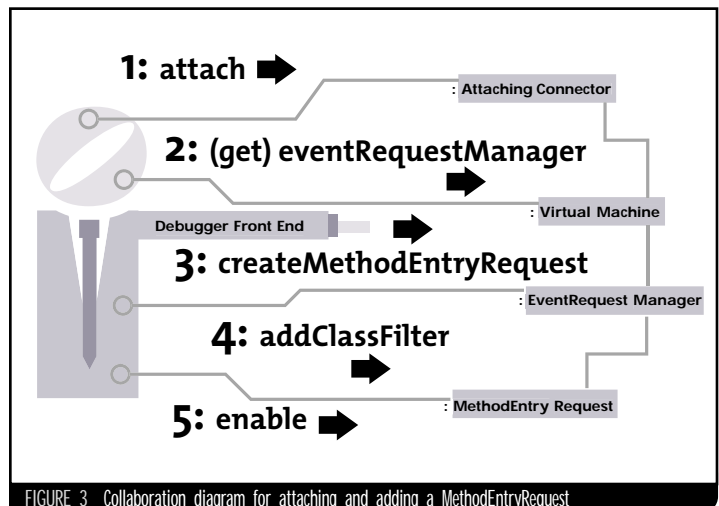 1: attach
: Attaching Connector
2: (get) eventRequestManager
: Virtual Machine
Debugger Front End
3: createMethodEntryRequest
: EventRequest Manager
4: addClassFilter
: MethodEntry Request
5: enable
FIGURE 3 Collaboration diagram for attaching and adding a MethodEntryRequest